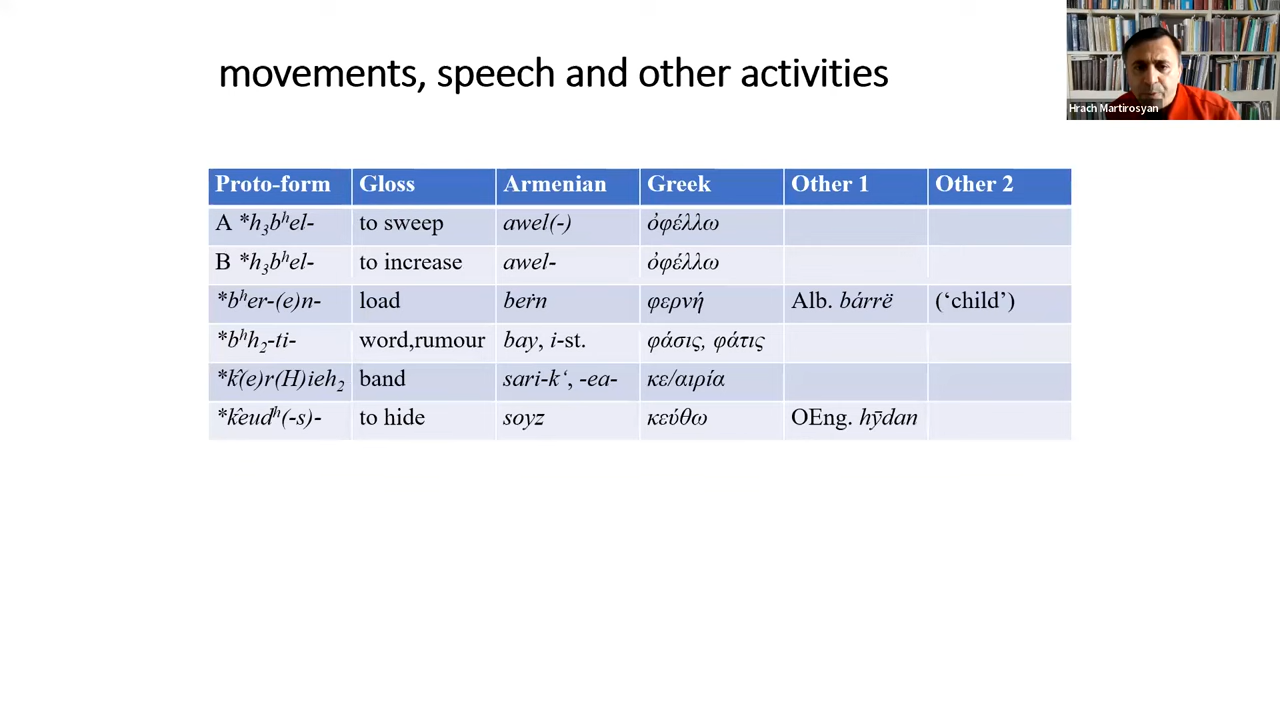 movements, speech and other activities
Hrach Martirosyan
Proto-form Gloss Armenian Greek Other 1 Other 2
A *h₃bʰel- to sweep awel(-) ὀφέλλω
B *h₃bʰel- to increase awel- ὀφέλλω
*bʰer-(e)n- load beṙn φερνή Alb. bárrë (‘child’)
*bʰh₂-ti- word,rumour bay, i-st. φάσις, φάτις
*k̂(e)r(H)ieh₂ band sari-k‘, -ea- κε/αιρία
*k̂eudʰ(-s)- to hide soyz κεύθω OEng. hȳdan